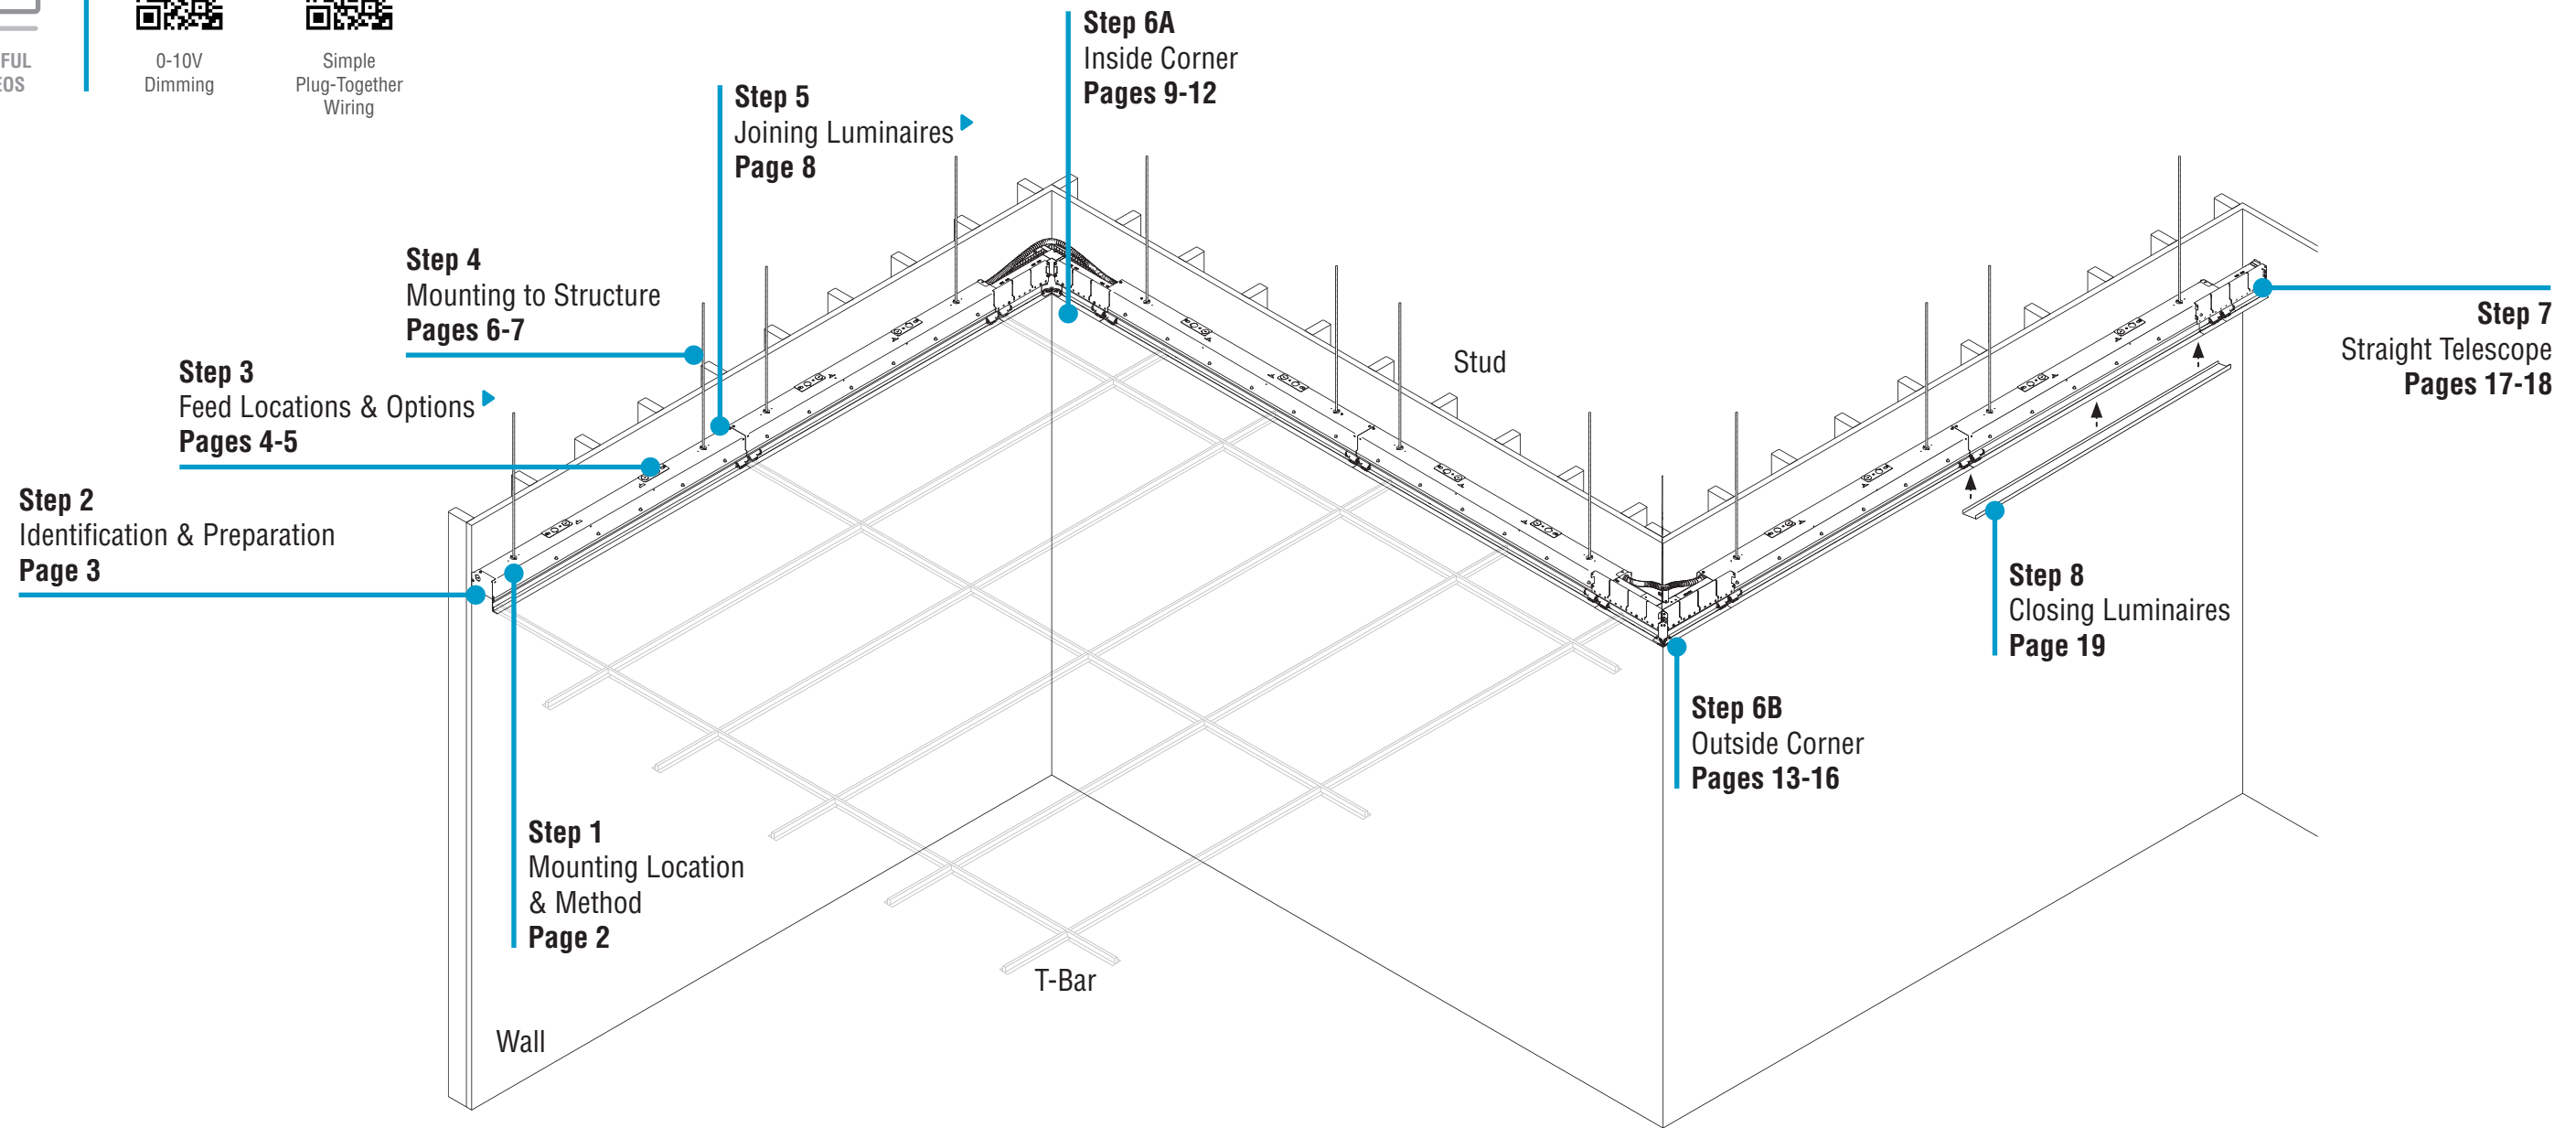 0-10V
Dimming
Simple
Plug-Together
Wiring
Step 6A
Inside Corner
Pages 9-12
Step 5
Joining Luminaires
Page 8
Step 4
Mounting to Structure
Pages 6-7
Step 3
Feed Locations & Options
Pages 4-5
Step 2
Identification & Preparation
Page 3
Step 1
Mounting Location
& Method
Page 2
Stud
Step 7
Straight Telescope
Pages 17-18
Step 8
Closing Luminaires
Page 19
Step 6B
Outside Corner
Pages 13-16
T-Bar
Wall